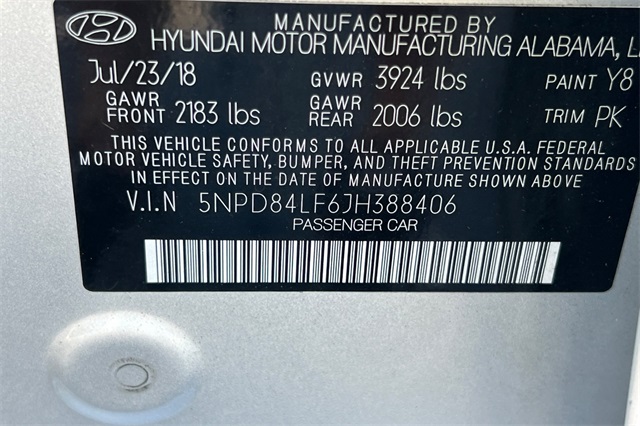 MANUFACTURED BY
HYUNDAI MOTOR MANUFACTURING ALABAMA,
Jul/23/18 GVWR 3924 lbs PAINT Y8
GAWR FRONT 2183 lbs GAWR REAR 2006 lbs TRIM PK
THIS VEHICLE CONFORMS TO ALL APPLICABLE U.S.A. FEDERAL
MOTOR VEHICLE SAFETY, BUMPER, AND THEFT PREVENTION STANDARDS
IN EFFECT ON THE DATE OF MANUFACTURE SHOWN ABOVE
V.I.N 5NPD84LF6JH388406
PASSENGER CAR